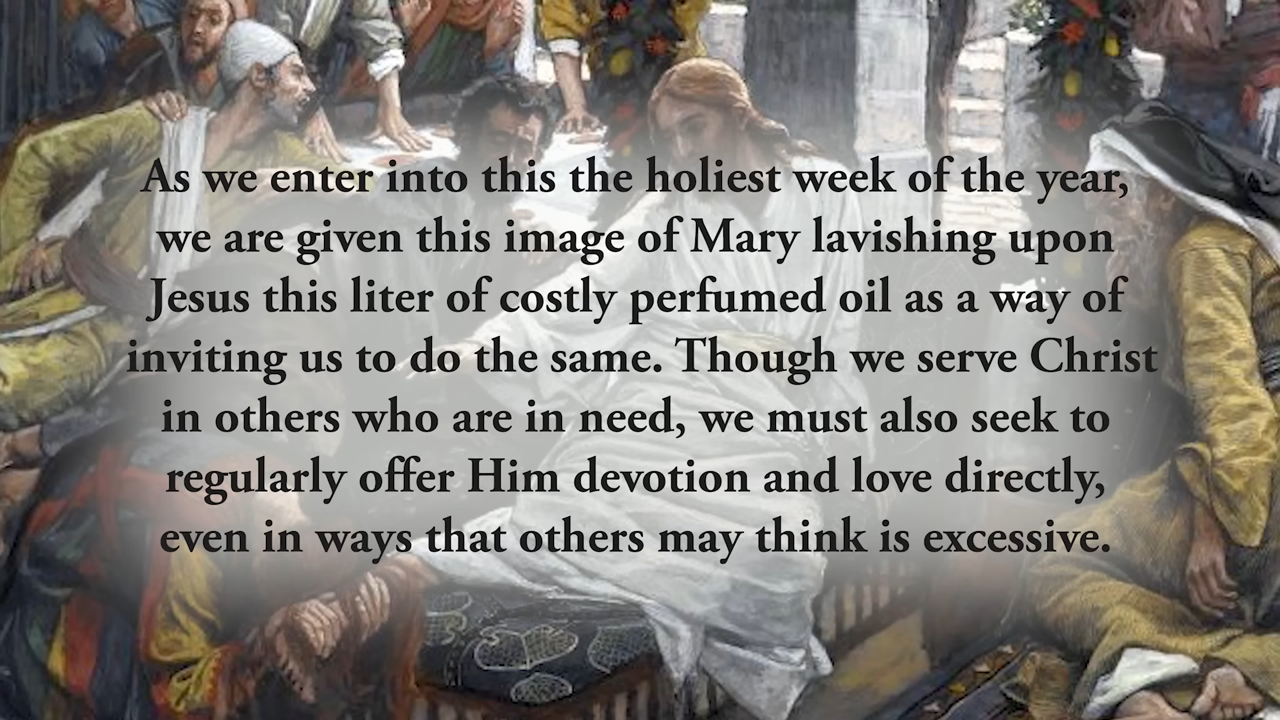 As we enter into this the holiest week of the year,
we are given this image of Mary lavishing upon
Jesus this liter of costly perfumed oil as a way of
inviting us to do the same. Though we serve Christ
in others who are in need, we must also seek to
regularly offer Him devotion and love directly,
even in ways that others may think is excessive.